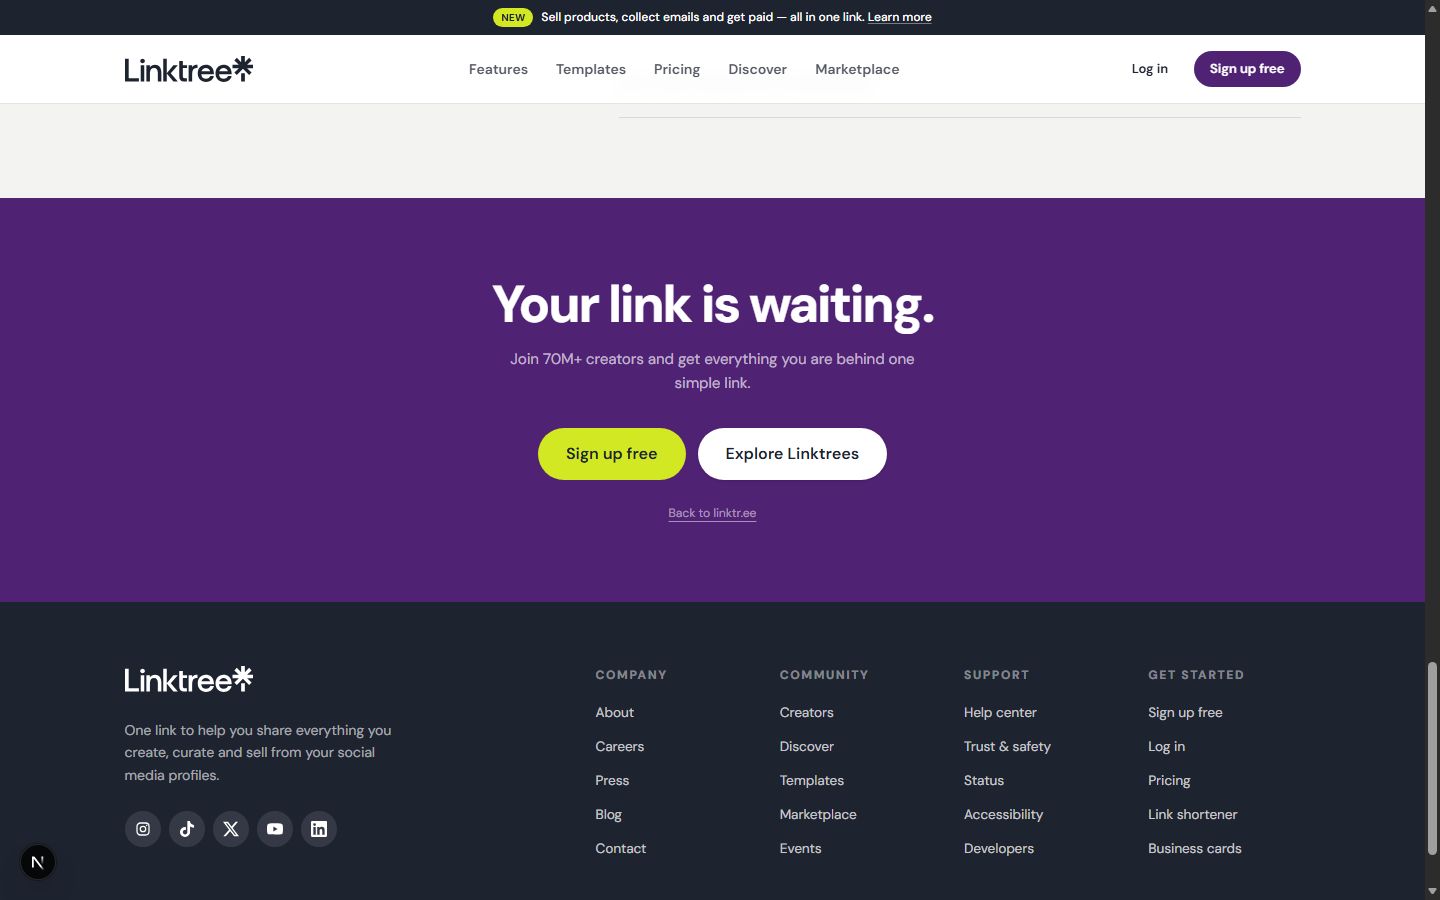 NEW Sell products, collect emails and get paid — all in one link. Learn more
Linktree
Features Templates Pricing Discover Marketplace
Log in Sign up free
Your link is waiting.
Join 70M+ creators and get everything you are behind one
simple link.
Sign up free Explore Linktrees
Back to linktr.ee
Linktree
One link to help you share everything you
create, curate and sell from your social
media profiles.
COMPANY
About
Careers
Press
Blog
Contact
COMMUNITY
Creators
Discover
Templates
Marketplace
Events
SUPPORT
Help center
Trust & safety
Status
Accessibility
Developers
GET STARTED
Sign up free
Log in
Pricing
Link shortener
Business cards